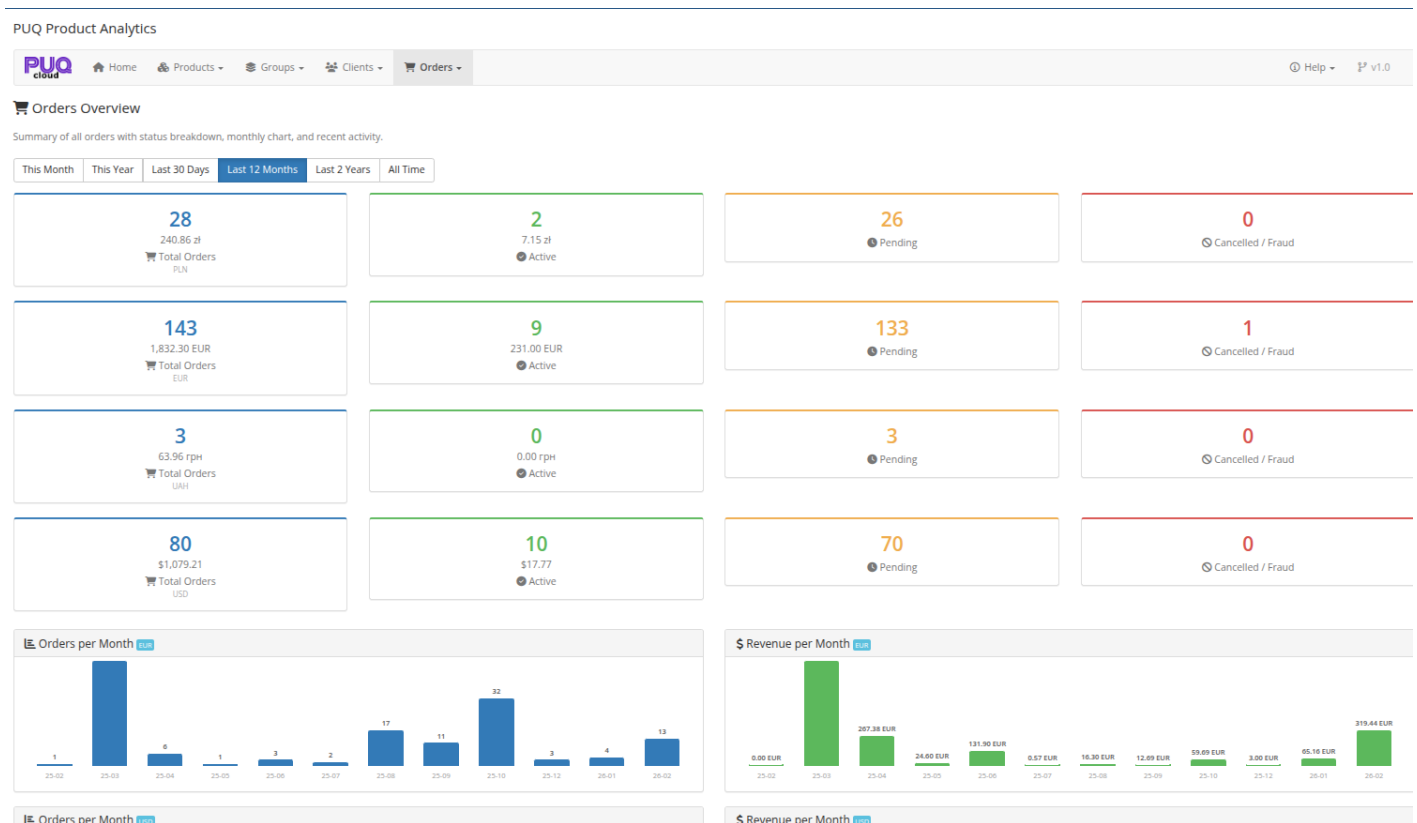 PUQ Product Analytics
PUQ cloud Home Products Groups Clients Orders Help v1.0
Orders Overview
Summary of all orders with status breakdown, monthly chart, and recent activity.
This Month This Year Last 30 Days Last 12 Months Last 2 Years All Time
28 2 26 0
240.86 zł 7.15 zł Pending Cancelled / Fraud
Total Orders Active
PLN
143 9 133 1
1,832.30 EUR 231.00 EUR Pending Cancelled / Fraud
Total Orders Active
EUR
3 0 3 0
63.96 грн 0.00 грн Pending Cancelled / Fraud
Total Orders Active
UAH
80 10 70 0
$1,079.21 $17.77 Pending Cancelled / Fraud
Total Orders Active
USD
Orders per Month EUR
1 6 1 3 2 17 11 32 3 4 13
25-02 25-03 25-04 25-05 25-06 25-07 25-08 25-09 25-10 25-12 26-01 26-02
$ Revenue per Month EUR
0.00 EUR 267.38 EUR 24.60 EUR 131.90 EUR 0.57 EUR 16.30 EUR 12.69 EUR 59.69 EUR 3.00 EUR 65.16 EUR 319.44 EUR
25-02 25-03 25-04 25-05 25-06 25-07 25-08 25-09 25-10 25-12 26-01 26-02
Orders per Month USD
$ Revenue per Month USD